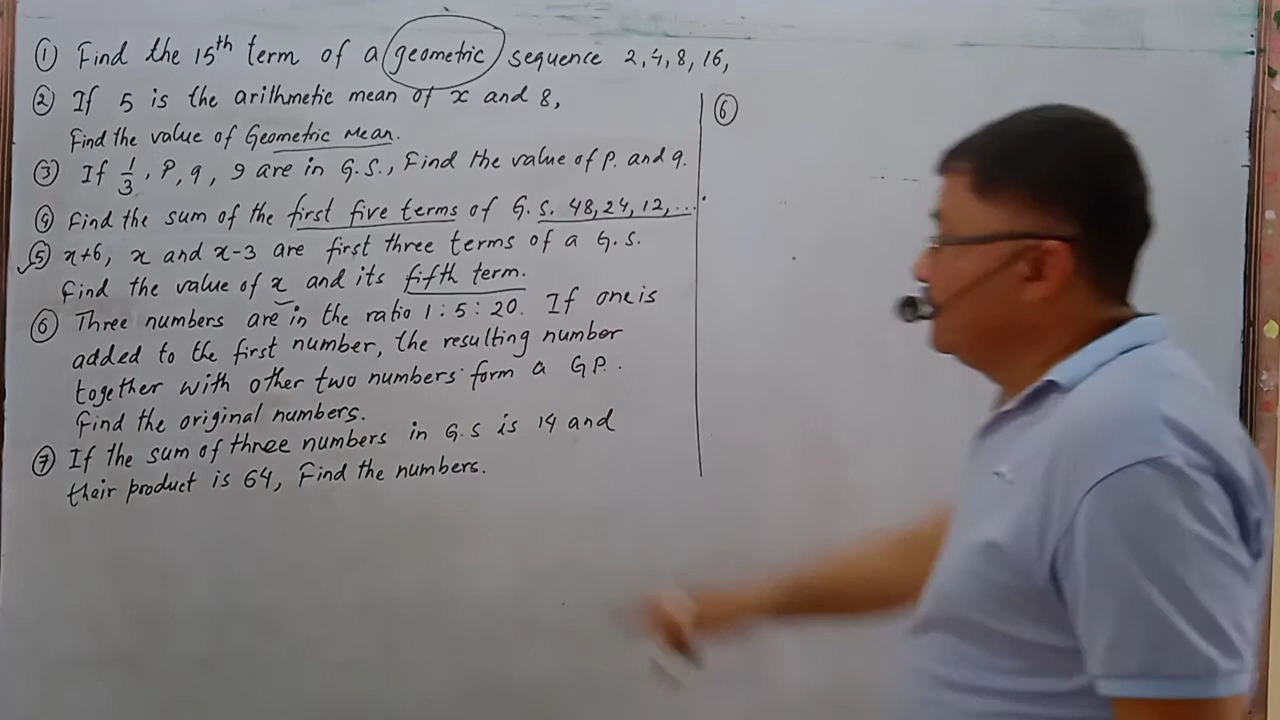 ① Find the 15th term of a geometric sequence 2,4,8,16,
② If 5 is the arithmetic mean of x and 8,
Find the value of Geometric Mean.
③ If 1/3, P, q, 9 are in G.S., Find the value of P. and q.
④ Find the sum of the first five terms of G.S. 48,24,12,...
⑤ x+6, x and x-3 are first three terms of a G.S.
Find the value of x and its fifth term.
⑥ Three numbers are in the ratio 1:5:20. If one is
added to the first number, the resulting number
together with other two numbers form a GP.
Find the original numbers.
⑦ If the sum of three numbers in G.S is 14 and
their product is 64, Find the numbers.
⑥